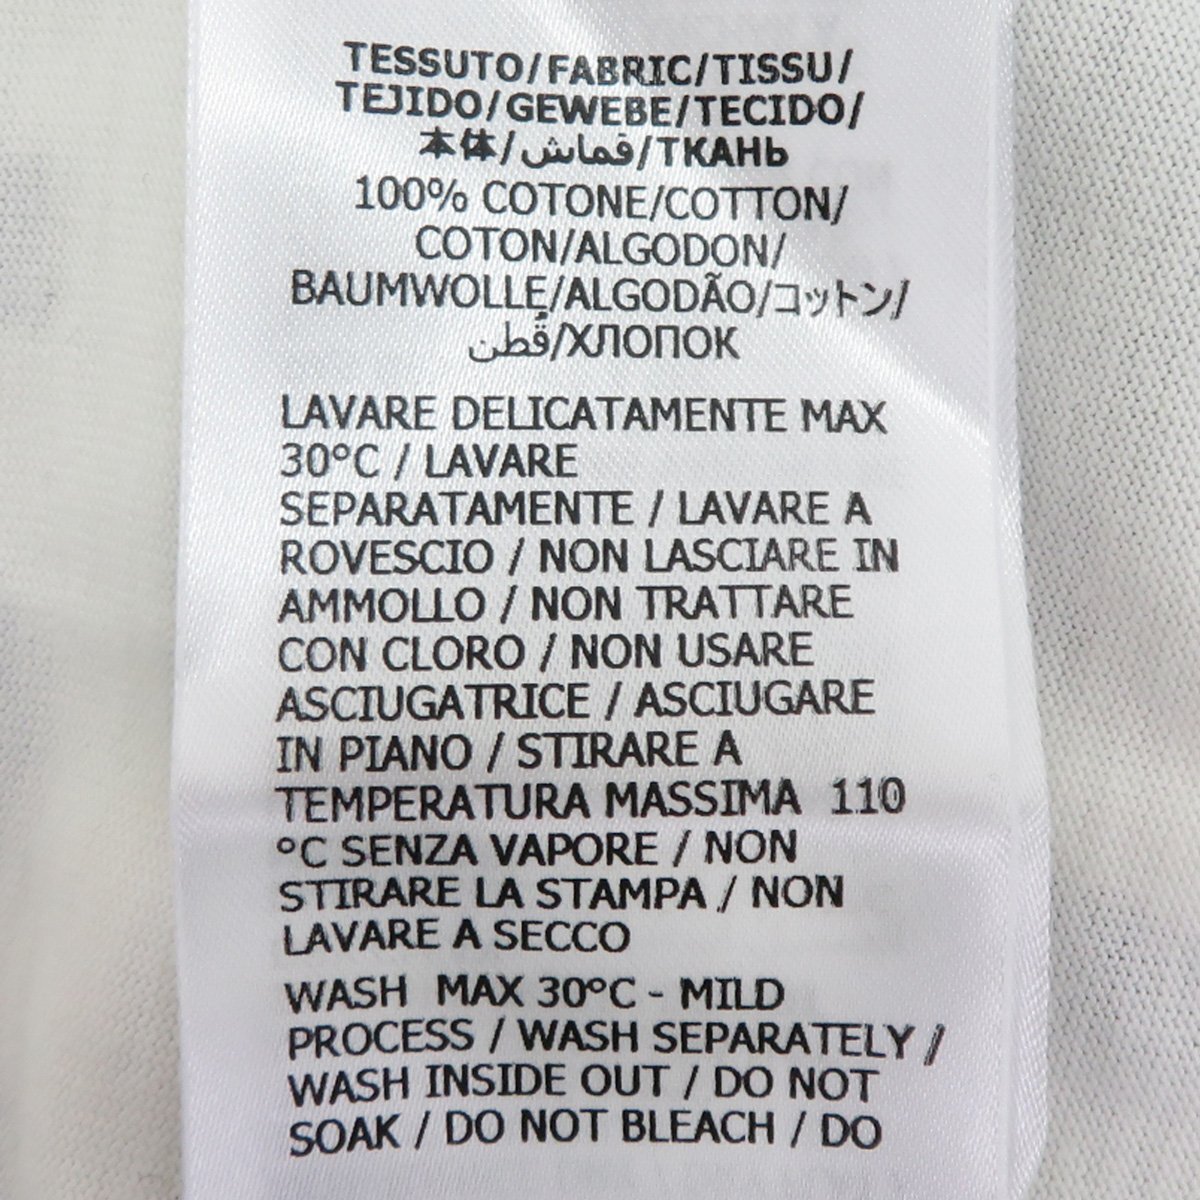 TESSUTO/FABRIC/TISSU/
TEJIDO/GEWEBE/TECIDO/
本体/قماش/ТКАНЬ
100% COTONE/COTTON/
COTON/ALGODON/
BAUMWOLLE/ALGODÃO/コットン/
قُطن/ХЛОПОК
LAVARE DELICATAMENTE MAX
30°C / LAVARE
SEPARATAMENTE / LAVARE A
ROVESCIO / NON LASCIARE IN
AMMOLLO / NON TRATTARE
CON CLORO / NON USARE
ASCIUGATRICE / ASCIUGARE
IN PIANO / STIRARE A
TEMPERATURA MASSIMA 110
°C SENZA VAPORE / NON
STIRARE LA STAMPA / NON
LAVARE A SECCO
WASH MAX 30°C - MILD
PROCESS / WASH SEPARATELY /
WASH INSIDE OUT / DO NOT
SOAK / DO NOT BLEACH / DO